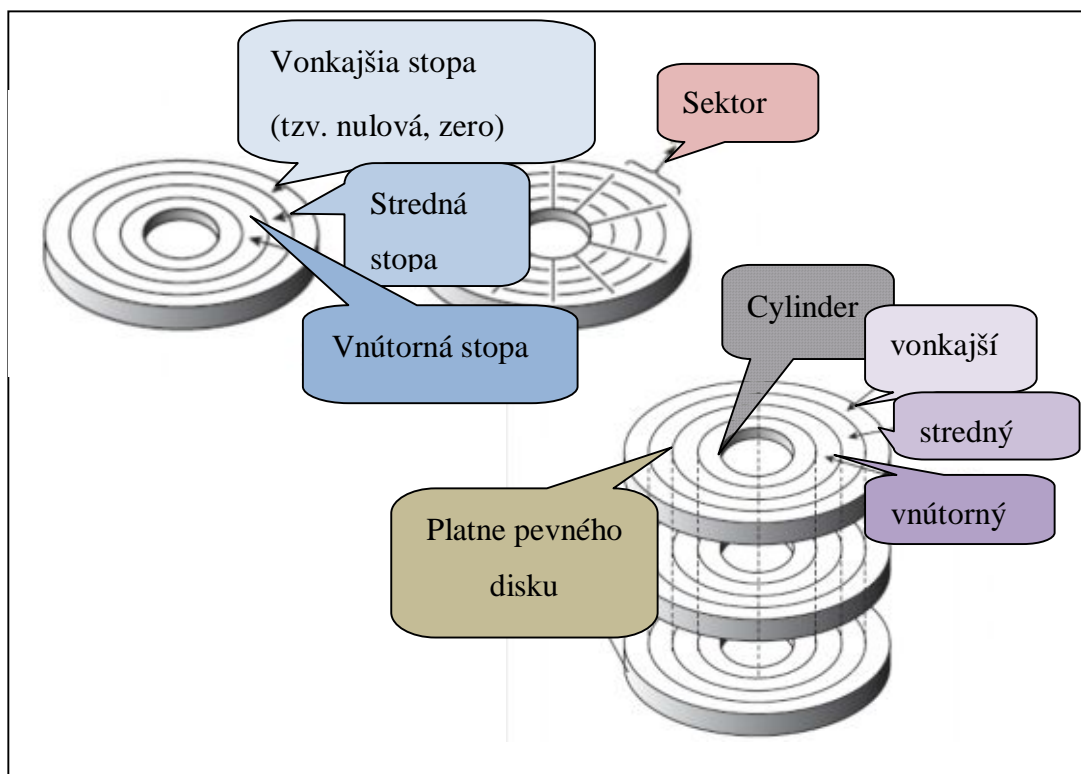 Vonkajšia stopa
(tzv. nulová, zero)
Sektor
Stredná
stopa
Vnútorná stopa
Cylinder
vonkajší
stredný
vnútorný
Platne pevného
disku